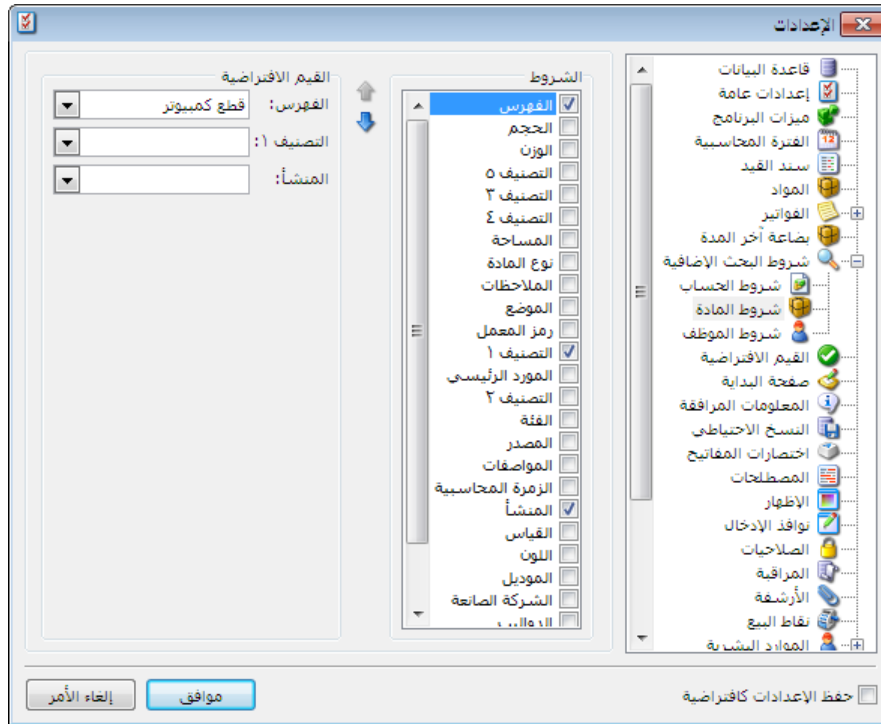 الإعدادات
قاعدة البيانات
إعدادات عامة
ميزات البرنامج
الفترة المحاسبية
سند القيد
المواد
الفواتير
بضاعة آخر المدة
شروط البحث الإضافية
شروط الحساب
شروط المادة
شروط الموظف
القيم الافتراضية
صفحة البداية
المعلومات المرافقة
النسخ الاحتياطي
اختصارات المفاتيح
المصطلحات
الإظهار
نوافذ الإدخال
الصلاحيات
المراقبة
الأرشفة
نقاط البيع
الموارد البشرية
الشروط
الفهرس
الحجم
الوزن
التصنيف ٥
التصنيف ٣
التصنيف ٤
المساحة
نوع المادة
الملاحظات
الموضع
رمز المعمل
التصنيف ١
المورد الرئيسي
التصنيف ٢
الفئة
المصدر
المواصفات
الزمرة المحاسبية
المنشأ
القياس
اللون
الموديل
الشركة الصانعة
الدواليب
القيم الافتراضية
الفهرس: قطع كمبيوتر
التصنيف ١:
المنشأ:
حفظ الإعدادات كافتراضية
موافق
إلغاء الأمر